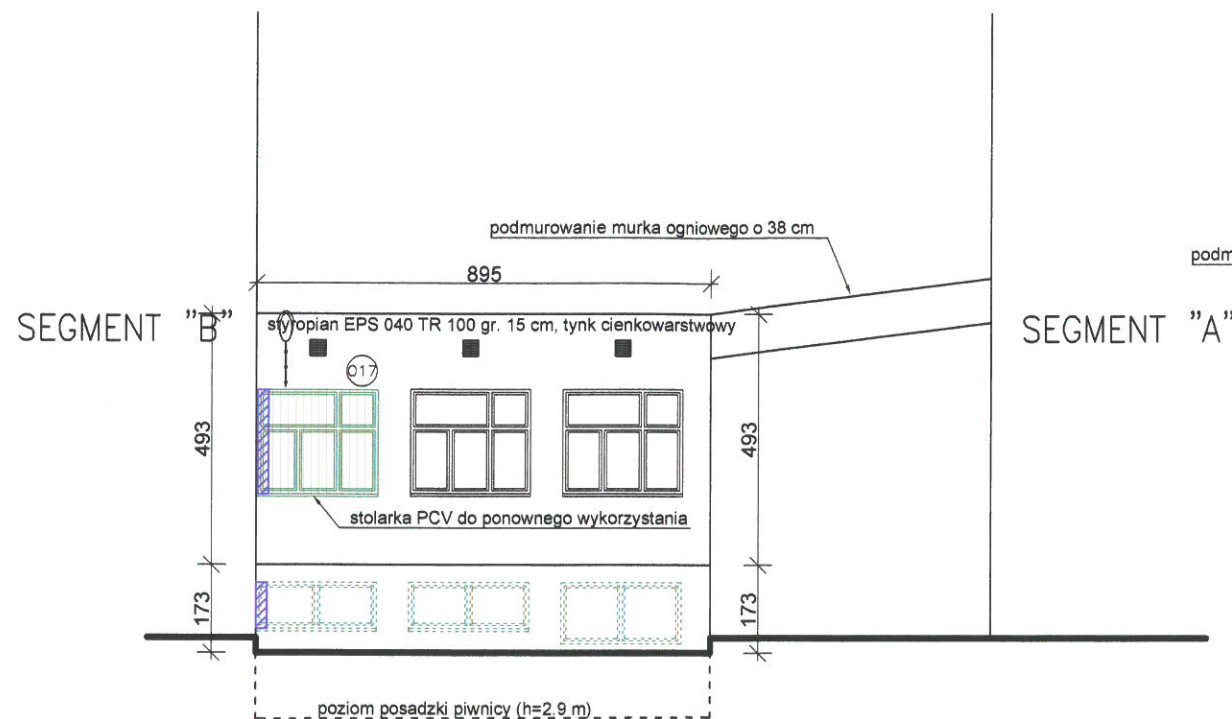 podmurowanie murka ogniowego o 38 cm
podm
895
SEGMENT "B"
styropian EPS 040 TR 100 gr. 15 cm, tynk cienkowarstwowy
SEGMENT "A"
017
493
493
stolarka PCV do ponownego wykorzystania
173
173
poziom posadzki piwnicy (h=2.9 m)